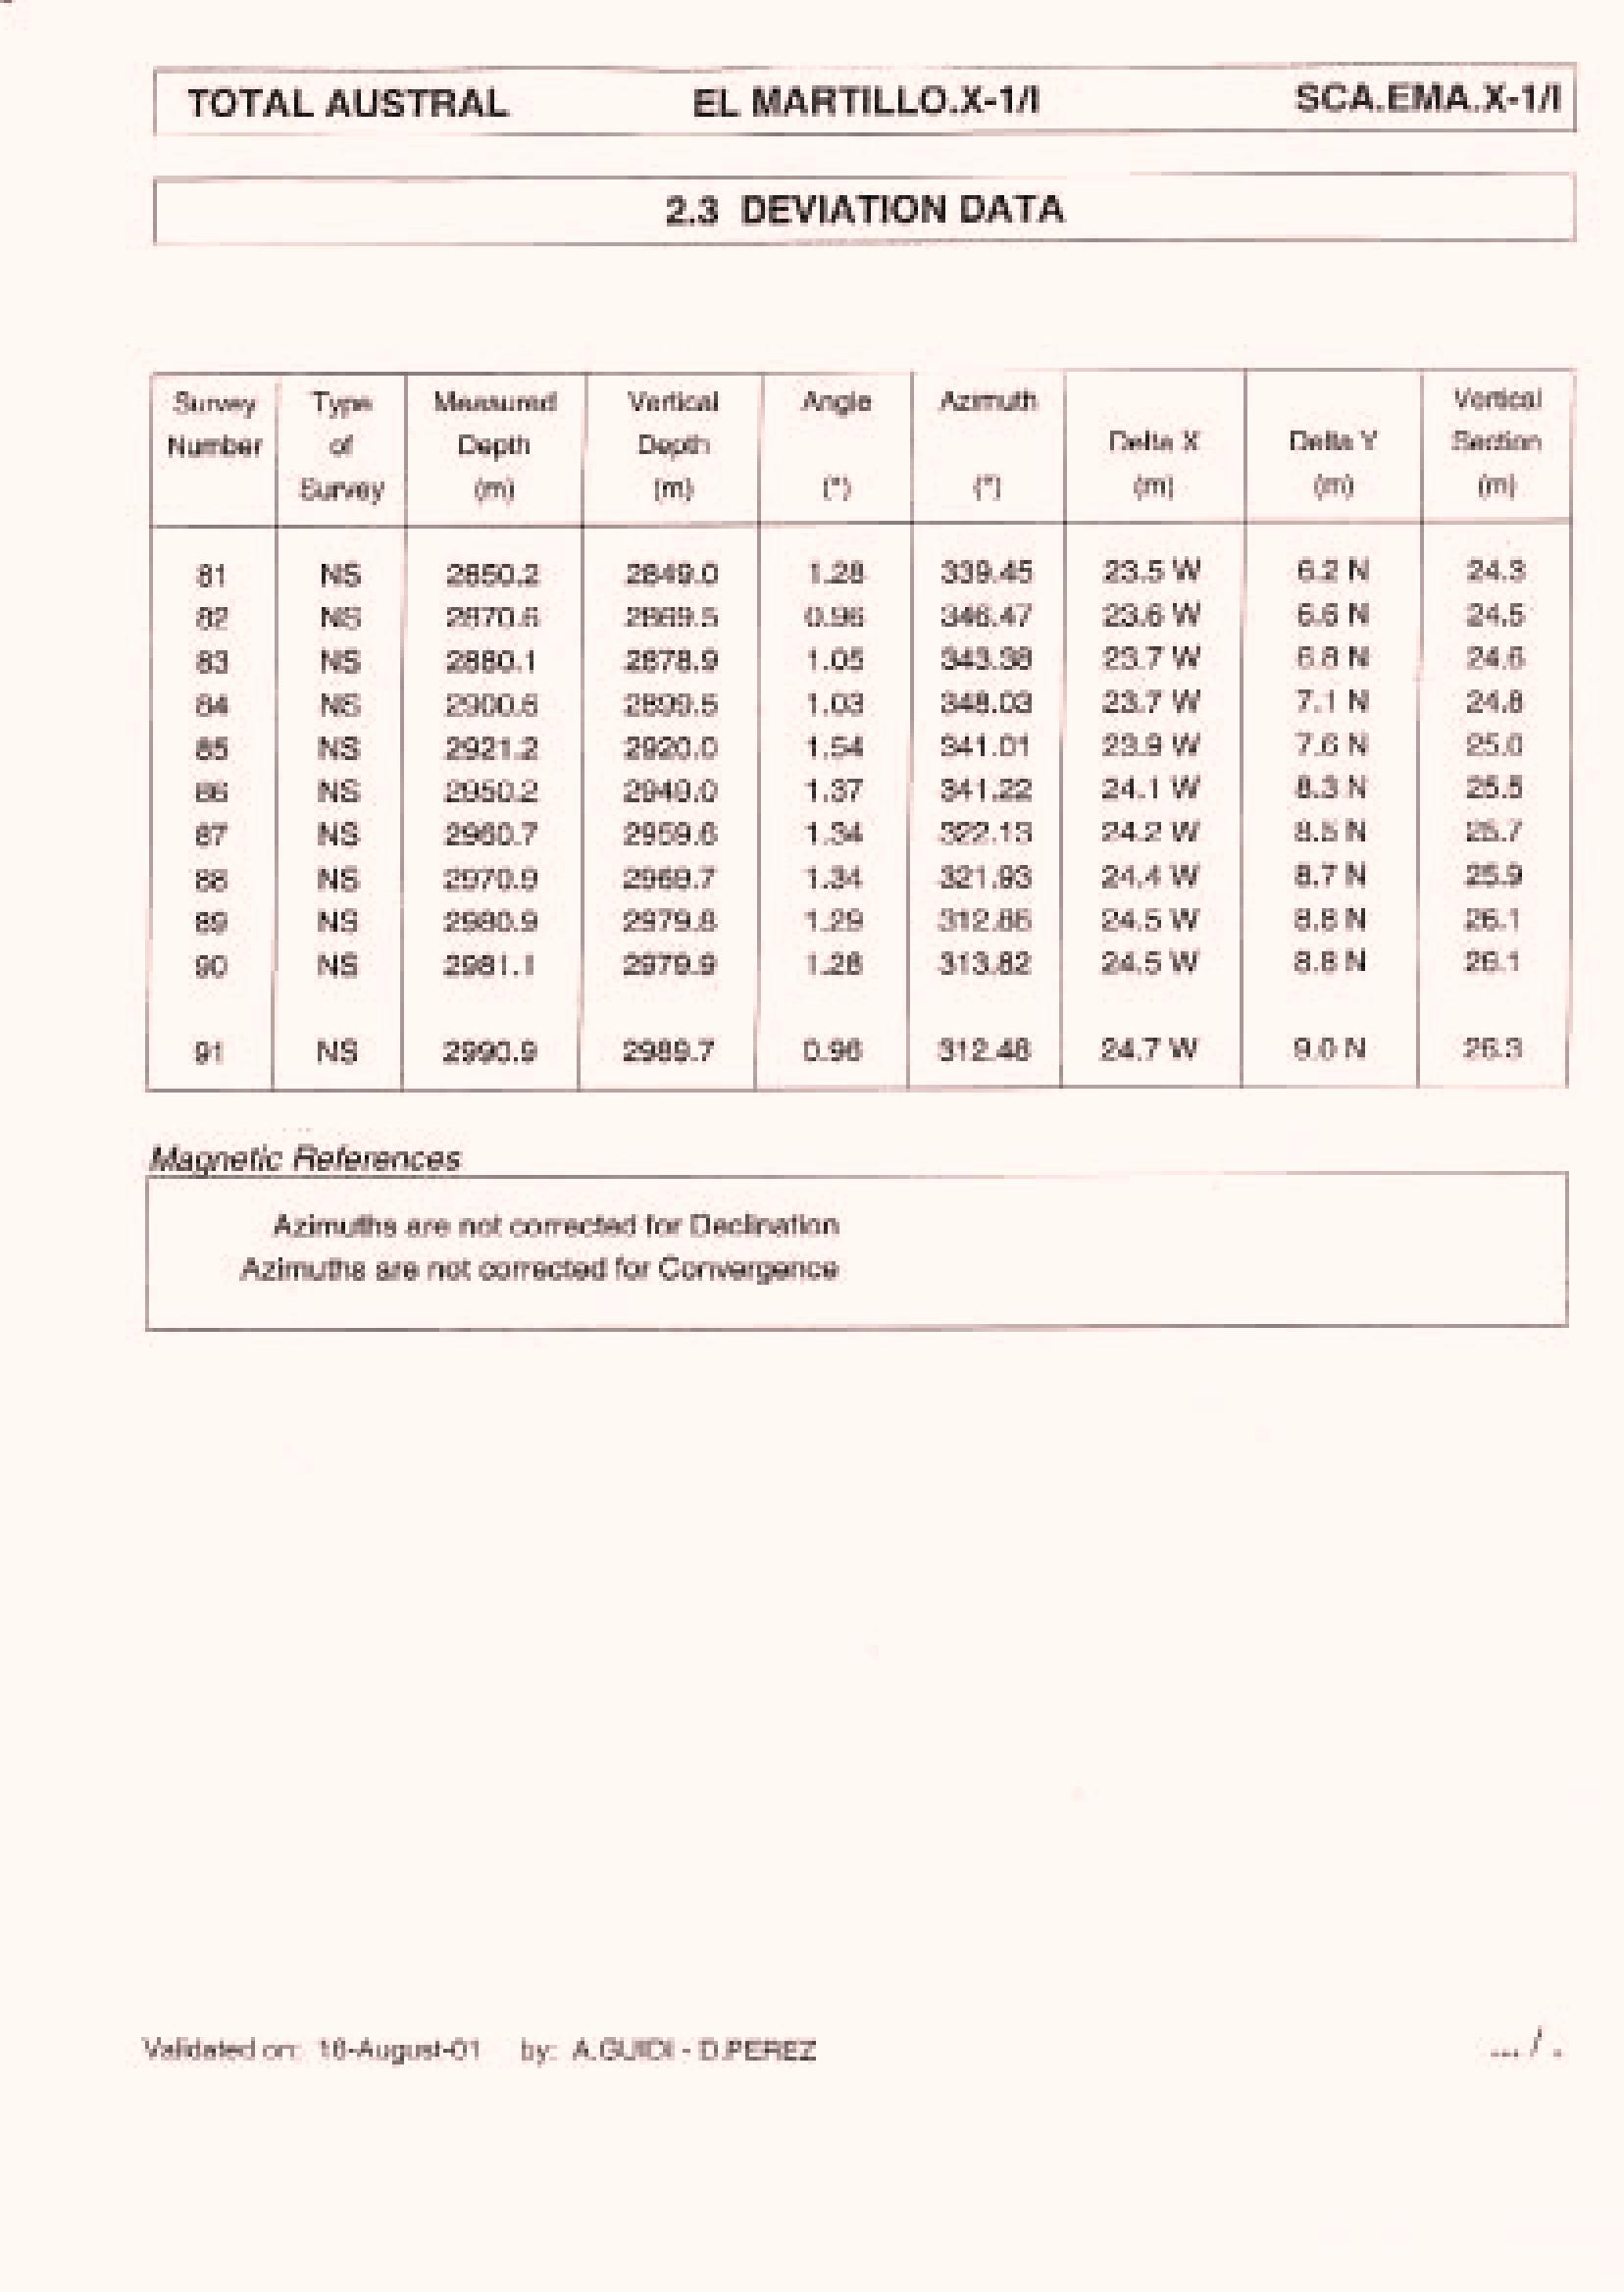 TOTAL AUSTRAL EL MARTILLO.X-1/I SCA.EMA.X-1/I
2.3 DEVIATION DATA
Survey Type Measured Vertical Angle Azimuth Vertical
Number of Depth Depth Delta X Delta Y Section
Survey (m) (m) (°) (°) (m) (m) (m)
81 NS 2850.2 2849.0 1.28 339.45 23.5 W 6.2 N 24.3
82 NS 2870.6 2869.5 0.96 346.47 23.6 W 6.6 N 24.5
83 NS 2880.1 2878.9 1.05 343.38 23.7 W 6.8 N 24.6
84 NS 2900.6 2899.5 1.03 348.03 23.7 W 7.1 N 24.8
85 NS 2921.2 2920.0 1.54 341.01 23.9 W 7.6 N 25.0
86 NS 2950.2 2949.0 1.37 341.22 24.1 W 8.3 N 25.5
87 NS 2960.7 2959.6 1.34 322.13 24.2 W 8.5 N 25.7
88 NS 2970.9 2969.7 1.34 321.93 24.4 W 8.7 N 25.9
89 NS 2980.9 2979.8 1.29 312.86 24.5 W 8.8 N 26.1
90 NS 2981.1 2979.9 1.28 313.82 24.5 W 8.8 N 26.1
91 NS 2990.9 2989.7 0.96 312.48 24.7 W 9.0 N 26.3
Magnetic References
Azimuths are not corrected for Declination
Azimuths are not corrected for Convergence
Validated on: 16-August-01 by: A.GUIDI - D.PEREZ ... / .